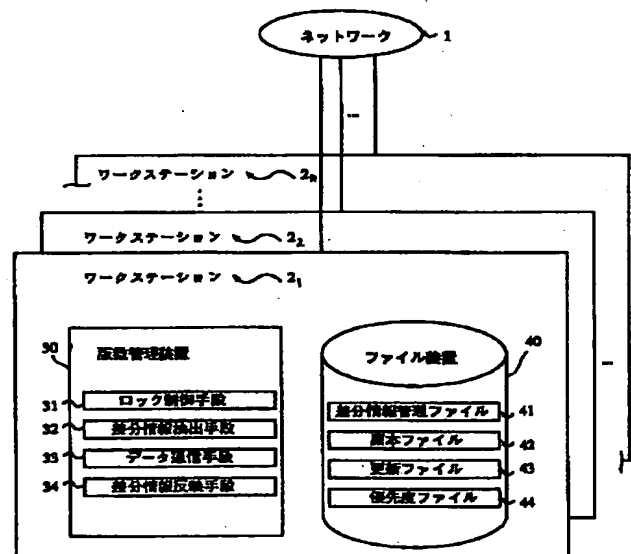 ネットワーク 1
ワークステーション 2n
ワークステーション 22
ワークステーション 21
30
版数管理装置
31 ロック制御手段
32 差分情報抽出手段
33 データ通信手段
34 差分情報反映手段
ファイル装置 40
差分情報管理ファイル 41
原本ファイル 42
更新ファイル 43
優先度ファイル 44